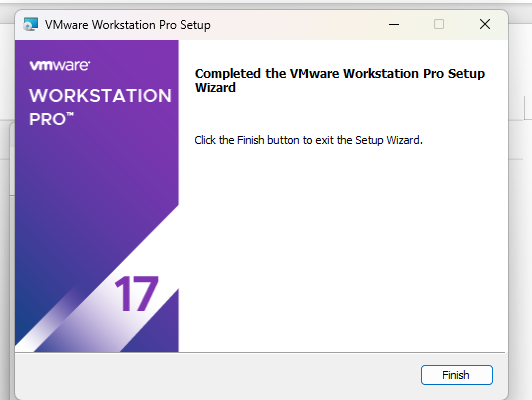 VMware Workstation Pro Setup
vmware®
WORKSTATION
PRO™
17
Completed the VMware Workstation Pro Setup
Wizard
Click the Finish button to exit the Setup Wizard.
Finish